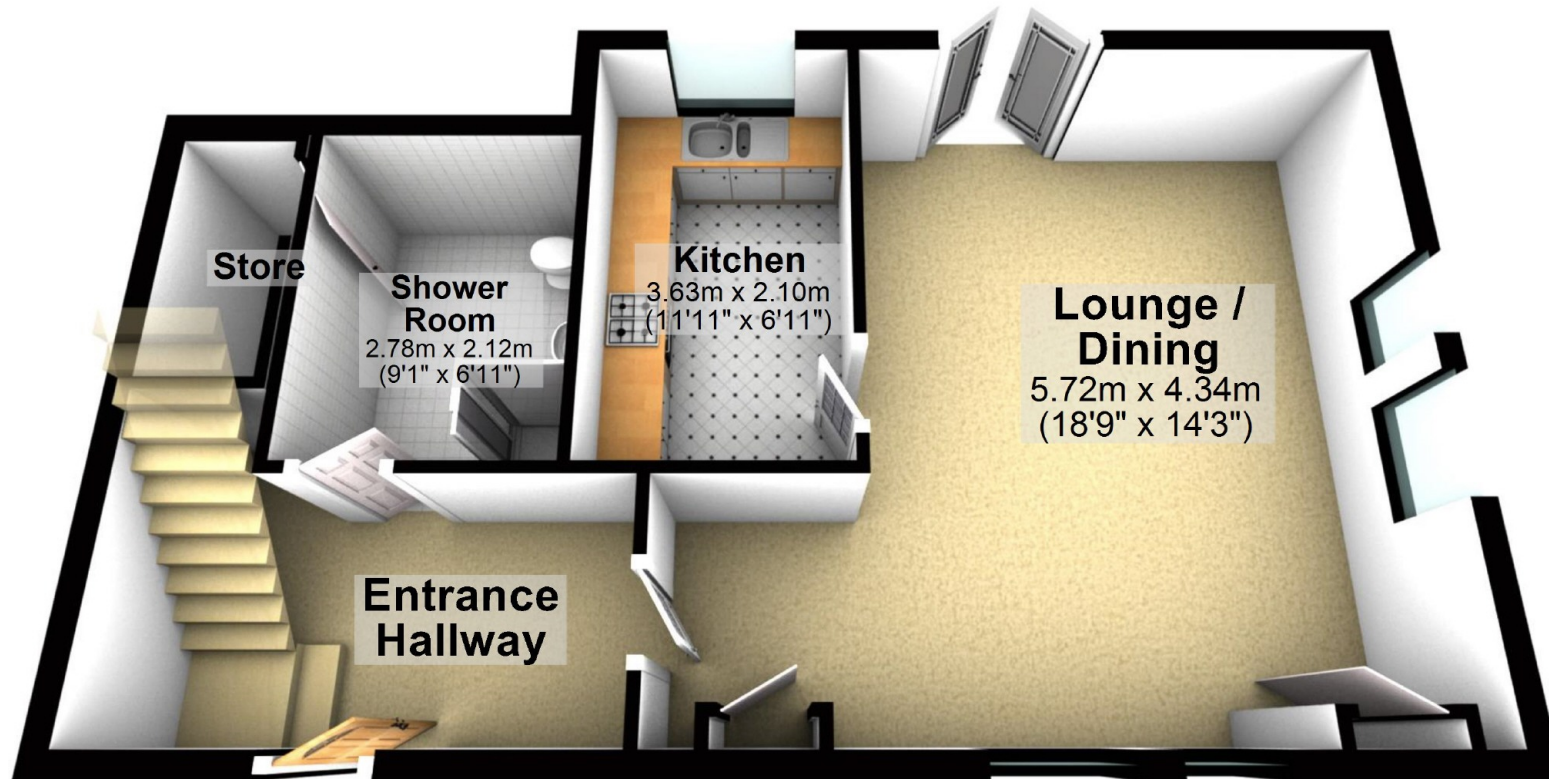 Store
Shower
Room
2.78m x 2.12m
(9'1" x 6'11")
Kitchen
3.63m x 2.10m
(11'11" x 6'11")
Lounge /
Dining
5.72m x 4.34m
(18'9" x 14'3")
Entrance
Hallway